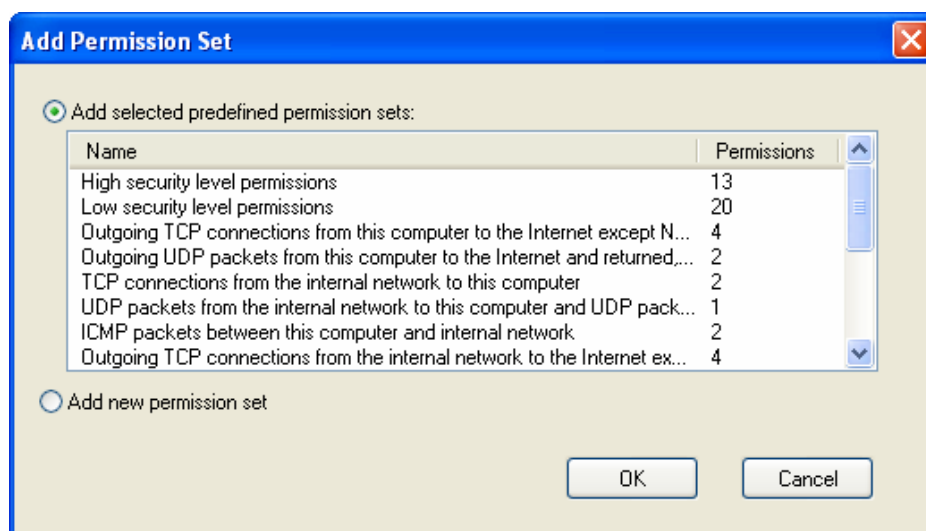 Add Permission Set
Add selected predefined permission sets:
Name Permissions
High security level permissions 13
Low security level permissions 20
Outgoing TCP connections from this computer to the Internet except N... 4
Outgoing UDP packets from this computer to the Internet and returned,... 2
TCP connections from the internal network to this computer 2
UDP packets from the internal network to this computer and UDP pack... 1
ICMP packets between this computer and internal network 2
Outgoing TCP connections from the internal network to the Internet ex... 4
Add new permission set
OK Cancel